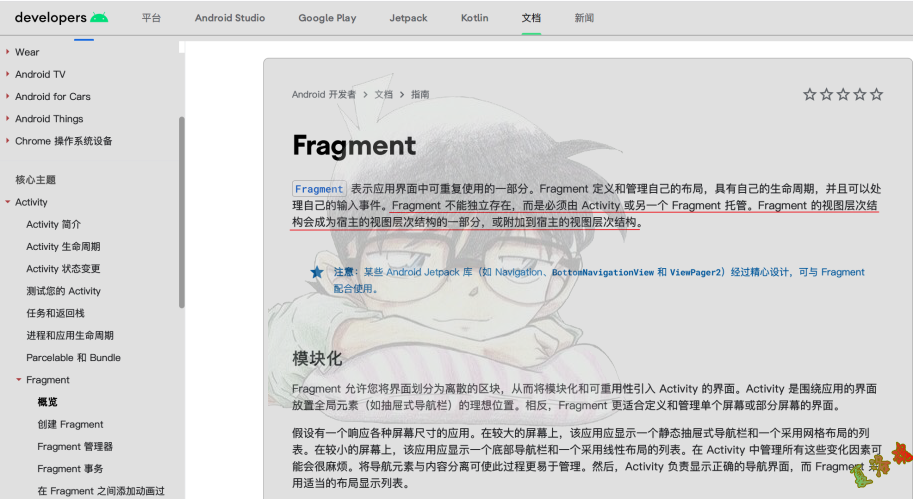 developers
平台
Android Studio
Google Play
Jetpack
Kotlin
文档
新闻
Wear
Android TV
Android for Cars
Android Things
Chrome 操作系统设备
核心主题
Activity
Activity 简介
Activity 生命周期
Activity 状态变更
测试您的 Activity
任务和返回栈
进程和应用生命周期
Parcelable 和 Bundle
Fragment
概览
创建 Fragment
Fragment 管理器
Fragment 事务
在 Fragment 之间添加动画过
Android 开发者 > 文档 > 指南
Fragment
Fragment 表示应用界面中可重复使用的一部分。Fragment 定义和管理自己的布局，具有自己的生命周期，并且可以处
理自己的输入事件。Fragment 不能独立存在，而是必须由 Activity 或另一个 Fragment 托管。Fragment 的视图层次结
构会成为宿主的视图层次结构的一部分，或附加到宿主的视图层次结构。
注意：某些 Android Jetpack 库（如 Navigation、BottomNavigationView 和 ViewPager2）经过精心设计，可与 Fragment
配合使用。
模块化
Fragment 允许您将界面划分为离散的区块，从而将模块化和可重用性引入 Activity 的界面。Activity 是围绕应用的界面
放置全局元素（如抽屉式导航栏）的理想位置。相反，Fragment 更适合定义和管理单个屏幕或部分屏幕的界面。
假设有一个响应各种屏幕尺寸的应用。在较大的屏幕上，该应用应显示一个静态抽屉式导航栏和一个采用网格布局的列
表。在较小的屏幕上，该应用应显示一个底部导航栏和一个采用线性布局的列表。在 Activity 中管理所有这些变化因素可
能会很麻烦。将导航元素与内容分离可使此过程更易于管理。然后，Activity 负责显示正确的导航界面，而 Fragment 采
用适当的布局显示列表。